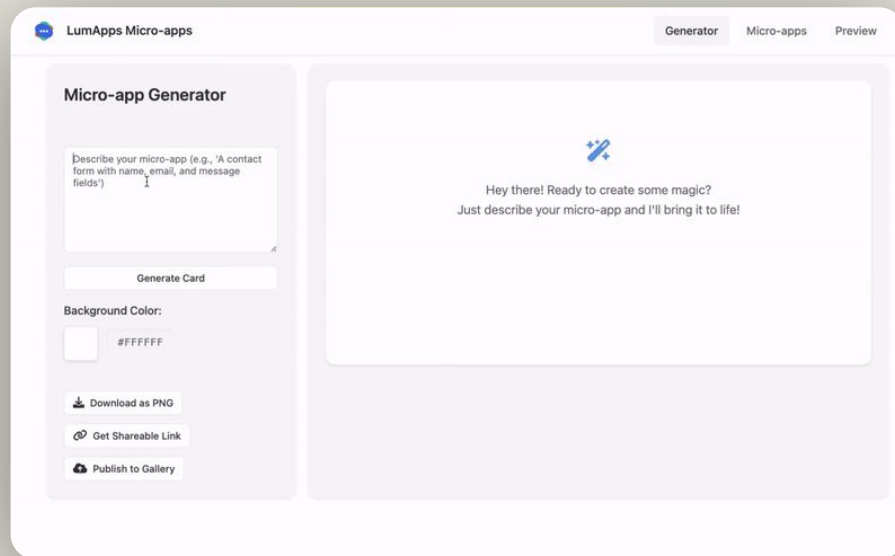 LumApps Micro-apps
Generator
Micro-apps
Preview
Micro-app Generator
Describe your micro-app (e.g., 'A contact
form with name, email, and message
fields')
Generate Card
Background Color:
#FFFFFF
Download as PNG
Get Shareable Link
Publish to Gallery
Hey there! Ready to create some magic?
Just describe your micro-app and I'll bring it to life!